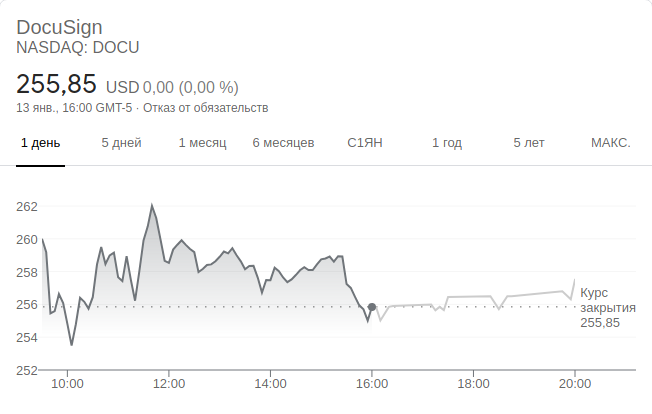 DocuSign
NASDAQ: DOCU
255,85 USD 0,00 (0,00 %)
13 янв., 16:00 GMT-5 · Отказ от обязательств
1 день 5 дней 1 месяц 6 месяцев С1ЯН 1 год 5 лет МАКС.
262
260
258
256
254
252
Курс
закрытия
255,85
10:00 12:00 14:00 16:00 18:00 20:00